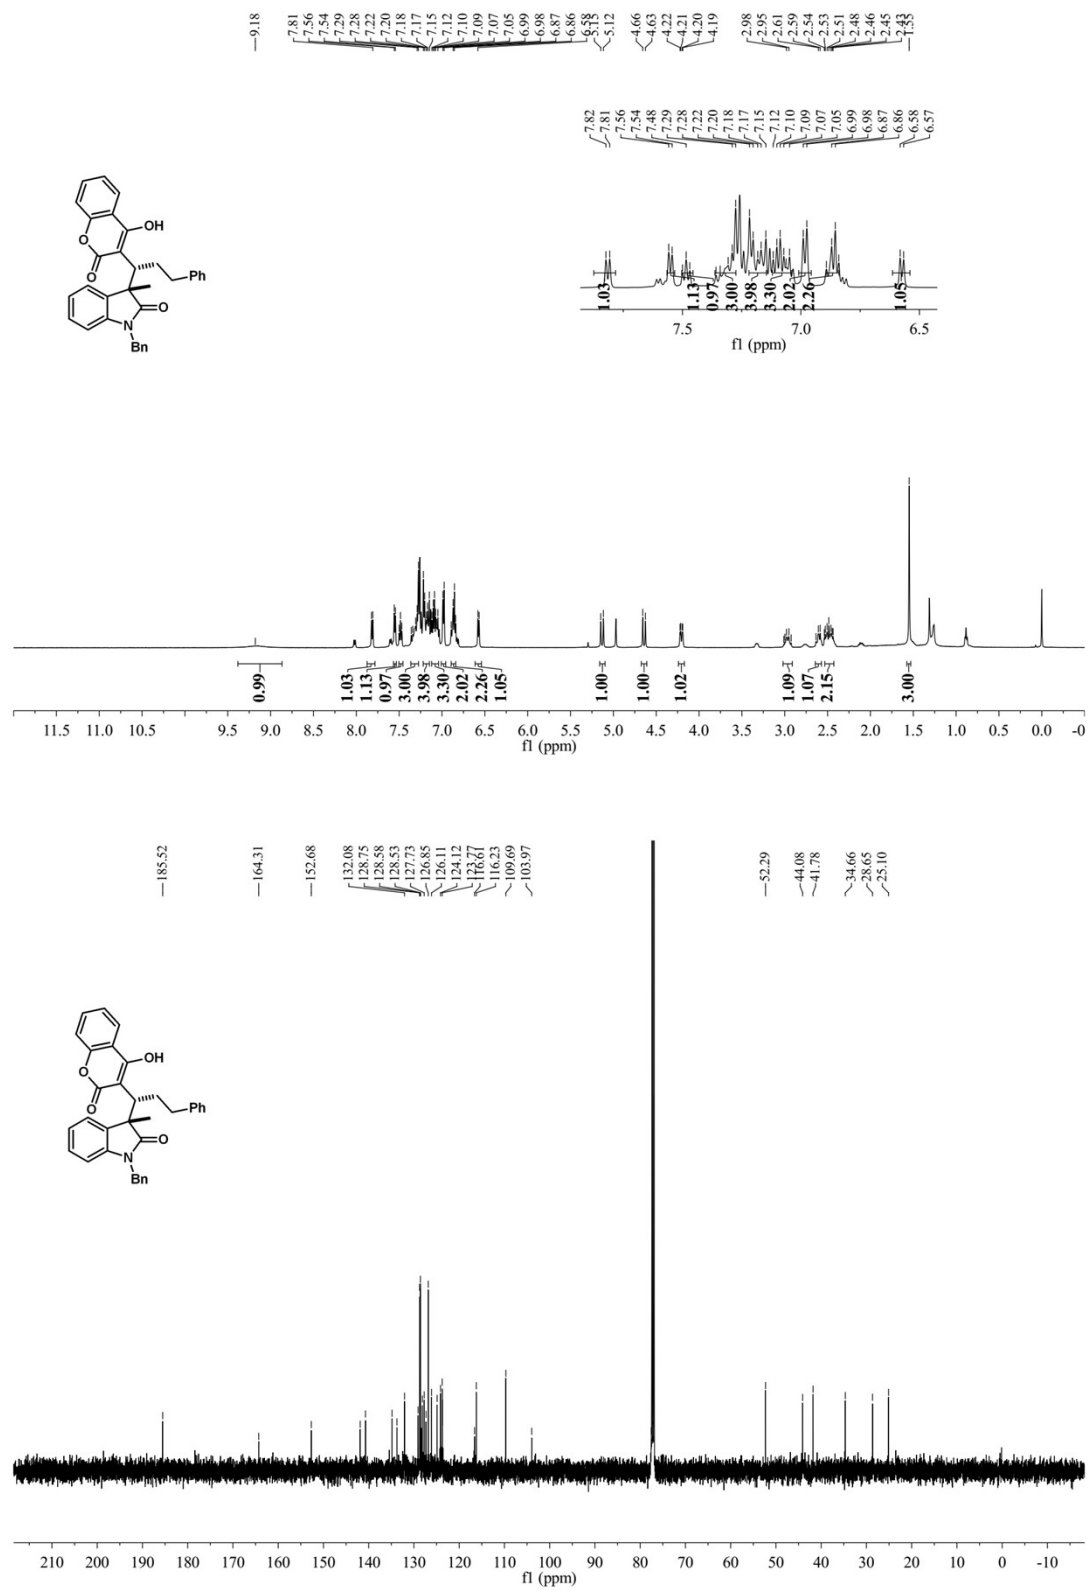 9.18 7.81 7.56 7.54 7.29 7.28 7.22 7.20 7.18 7.17 7.15 7.12 7.10 7.09 7.07 7.05 6.99 6.98 6.87 6.86 6.58 5.15 5.12 4.66 4.63 4.22 4.21 4.20 4.19 2.98 2.95 2.61 2.59 2.54 2.53 2.51 2.48 2.46 2.45 2.43 1.55
7.82 7.81 7.56 7.54 7.48 7.29 7.28 7.22 7.20 7.18 7.17 7.15 7.12 7.10 7.09 7.07 7.05 6.99 6.98 6.87 6.86 6.58 6.57
OH
O
O
Ph
O
N
Bn
1.03 1.13 0.97 3.00 3.98 3.30 2.02 2.26 1.05
7.5 7.0 6.5
f1 (ppm)
0.99 1.03 1.13 0.97 3.00 3.98 3.30 2.02 2.26 1.05 1.00 1.00 1.02 1.09 1.07 2.15 3.00
11.5 11.0 10.5 9.5 9.0 8.5 8.0 7.5 7.0 6.5 6.0 5.5 5.0 4.5 4.0 3.5 3.0 2.5 2.0 1.5 1.0 0.5 0.0 -0
f1 (ppm)
185.52 164.31 152.68 132.08 128.75 128.58 128.53 127.73 126.85 126.11 124.12 123.77 116.61 116.23 109.69 103.97 52.29 44.08 41.78 34.66 28.65 25.10
OH
O
O
Ph
O
N
Bn
210 200 190 180 170 160 150 140 130 120 110 100 90 80 70 60 50 40 30 20 10 0 -10
f1 (ppm)